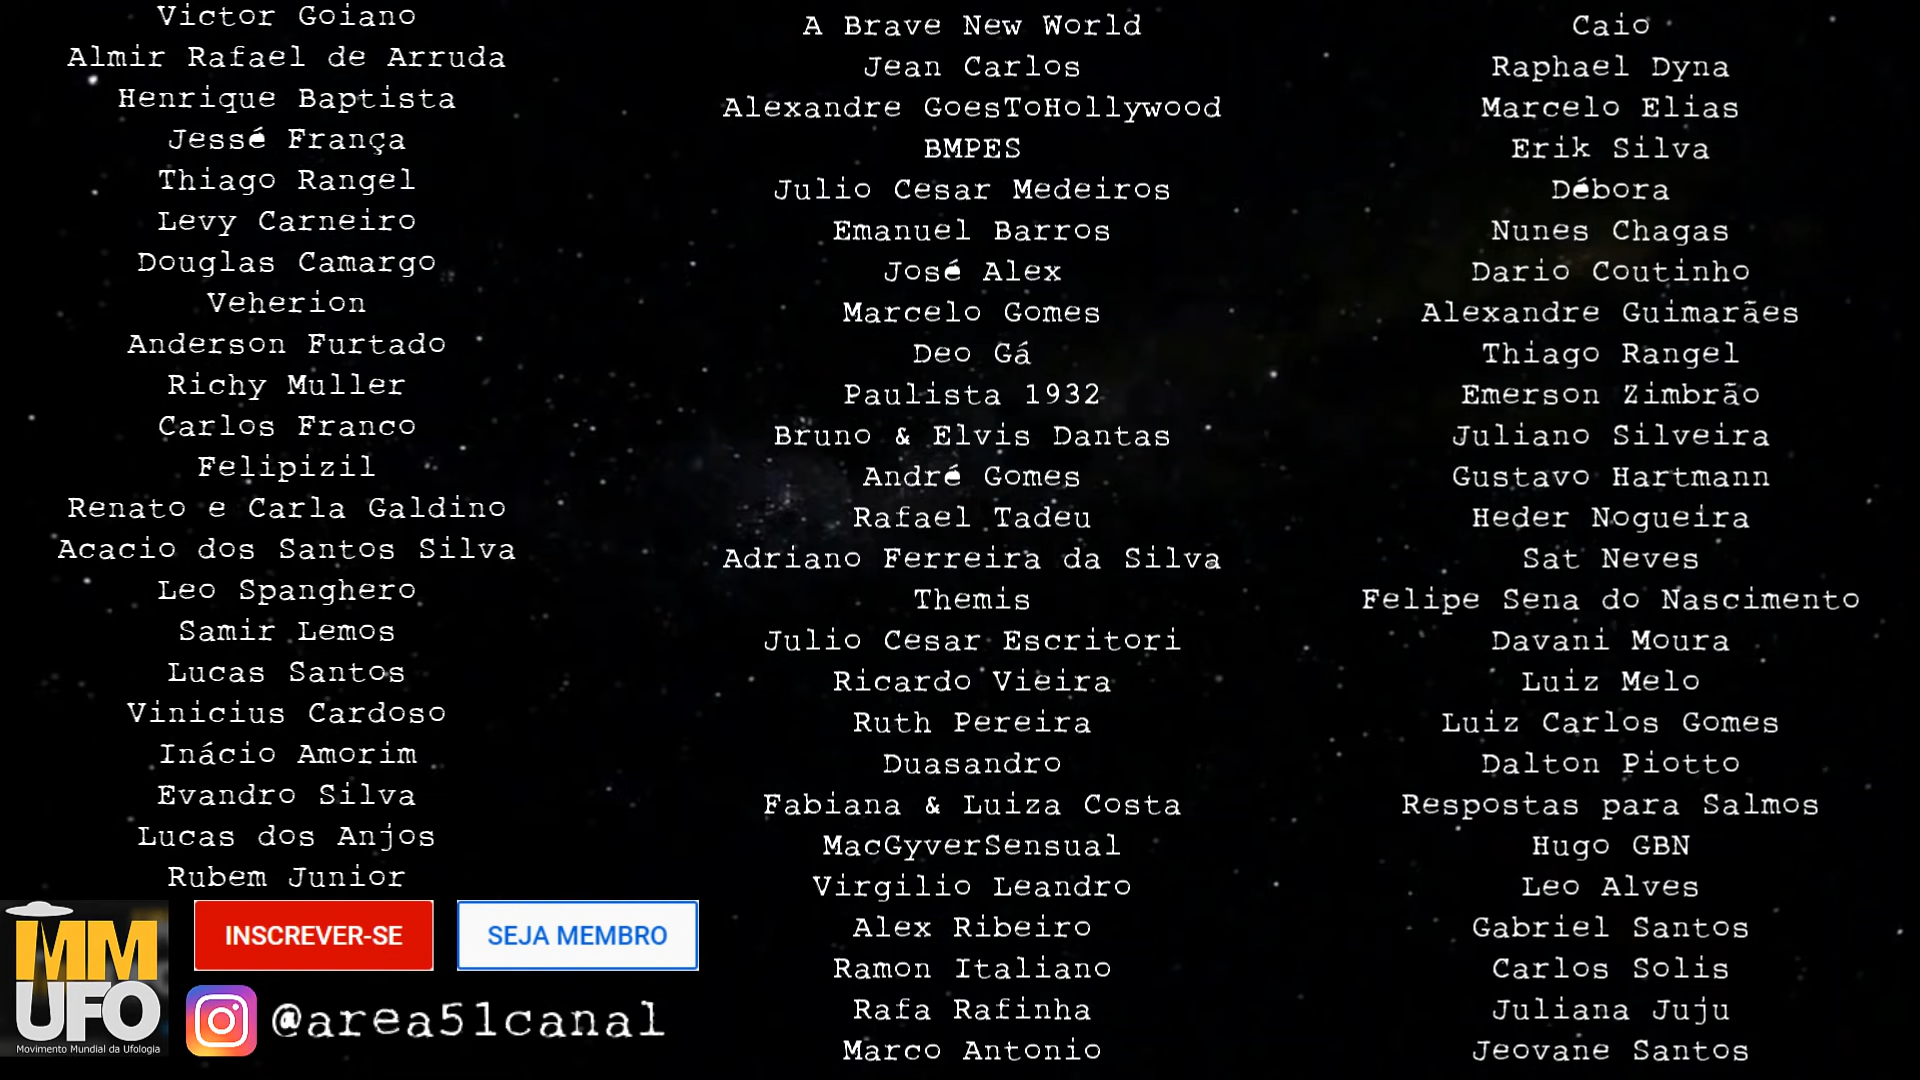 Victor Goiano
Almir Rafael de Arruda
Henrique Baptista
Jessé França
Thiago Rangel
Levy Carneiro
Douglas Camargo
Veherion
Anderson Furtado
Richy Muller
Carlos Franco
Felipizil
Renato e Carla Galdino
Acacio dos Santos Silva
Leo Spanghero
Samir Lemos
Lucas Santos
Vinicius Cardoso
Inácio Amorim
Evandro Silva
Lucas dos Anjos
Rubem Junior
A Brave New World
Jean Carlos
Alexandre GoesToHollywood
BMPES
Julio Cesar Medeiros
Emanuel Barros
José Alex
Marcelo Gomes
Deo Gá
Paulista 1932
Bruno & Elvis Dantas
André Gomes
Rafael Tadeu
Adriano Ferreira da Silva
Themis
Julio Cesar Escritori
Ricardo Vieira
Ruth Pereira
Duasandro
Fabiana & Luiza Costa
MacGyverSensual
Virgilio Leandro
Alex Ribeiro
Ramon Italiano
Rafa Rafinha
Marco Antonio
Caio
Raphael Dyna
Marcelo Elias
Erik Silva
Débora
Nunes Chagas
Dario Coutinho
Alexandre Guimarães
Thiago Rangel
Emerson Zimbrão
Juliano Silveira
Gustavo Hartmann
Heder Nogueira
Sat Neves
Felipe Sena do Nascimento
Davani Moura
Luiz Melo
Luiz Carlos Gomes
Dalton Piotto
Respostas para Salmos
Hugo GBN
Leo Alves
Gabriel Santos
Carlos Solis
Juliana Juju
Jeovane Santos
MM
UFO
Movimento Mundial da Ufologia
INSCREVER-SE
SEJA MEMBRO
@area51canal